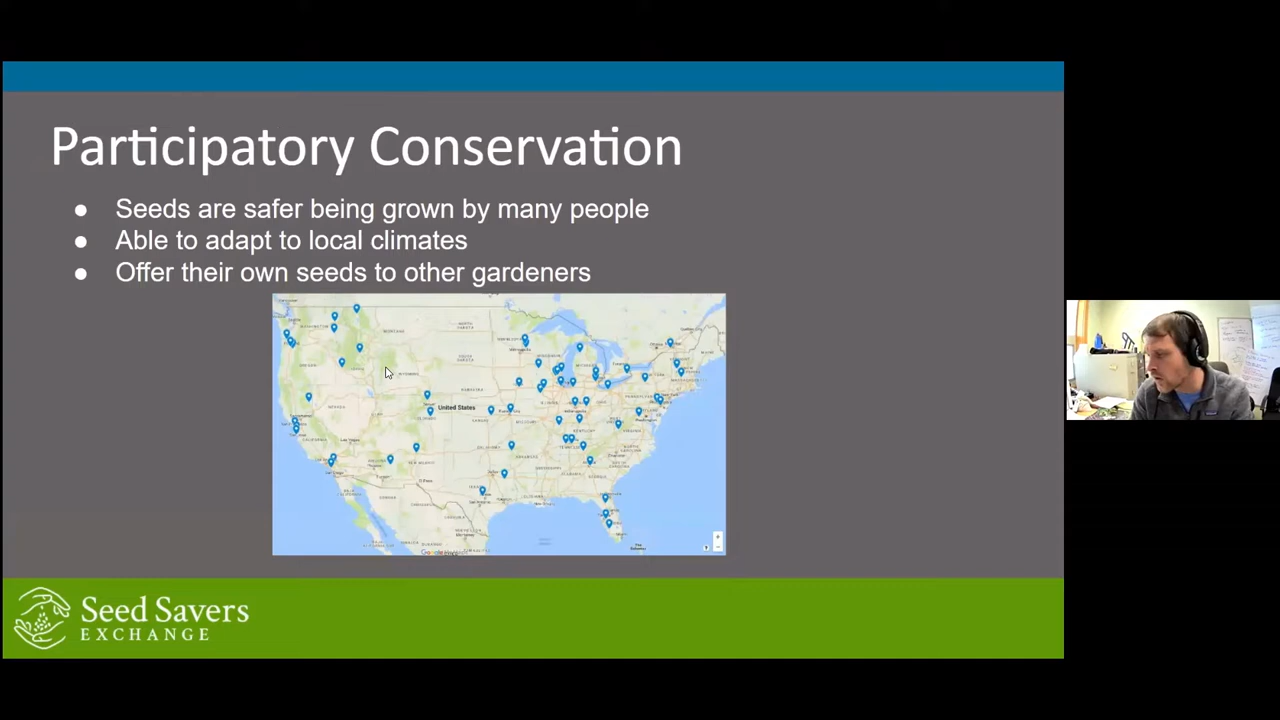 Participatory Conservation
● Seeds are safer being grown by many people
● Able to adapt to local climates
● Offer their own seeds to other gardeners
United States
Seed Savers
EXCHANGE